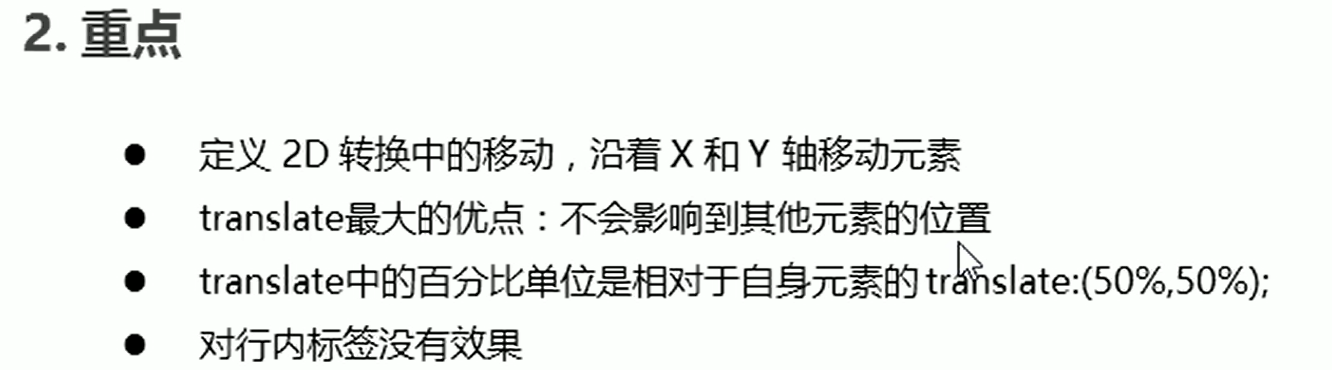 2. 重点
● 定义 2D 转换中的移动，沿着 X 和 Y 轴移动元素
● translate最大的优点：不会影响到其他元素的位置
● translate中的百分比单位是相对于自身元素的 translate:(50%,50%);
● 对行内标签没有效果